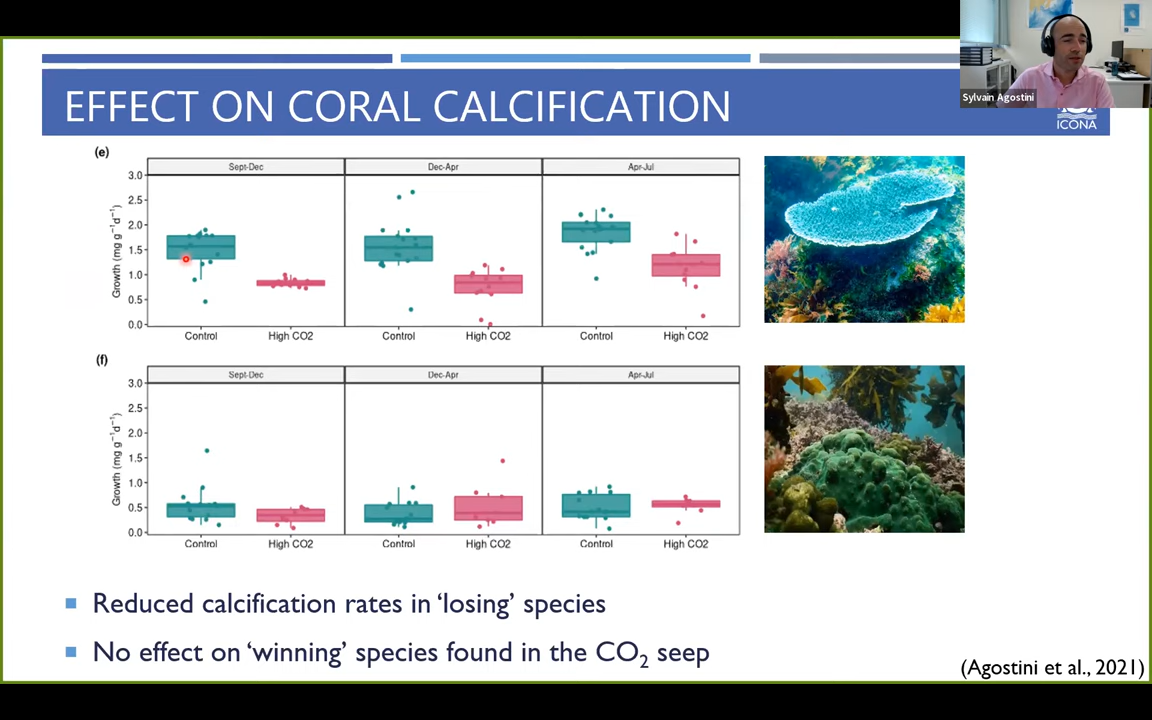 EFFECT ON CORAL CALCIFICATION
Sylvain Agostini
ICONA
(e)
Sept-Dec
Dec-Apr
Apr-Jul
Growth (mg g⁻¹d⁻¹)
3.0
2.5
2.0
1.5
1.0
0.5
0.0
Control
High CO2
Control
High CO2
Control
High CO2
(f)
Sept-Dec
Dec-Apr
Apr-Jul
Growth (mg g⁻¹d⁻¹)
3.0
2.5
2.0
1.5
1.0
0.5
0.0
Control
High CO2
Control
High CO2
Control
High CO2
Reduced calcification rates in ‘losing’ species
No effect on ‘winning’ species found in the CO₂ seep
(Agostini et al., 2021)